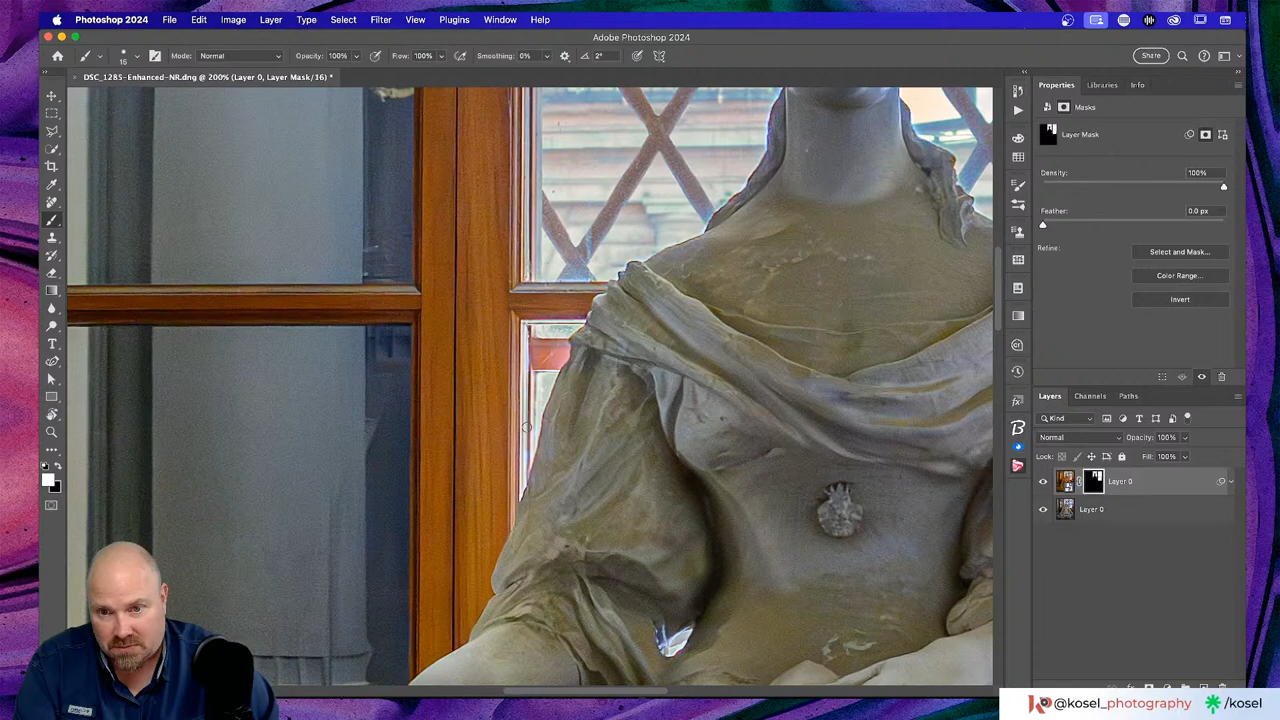 Photoshop 2024 File Edit Image Layer Type Select Filter Plugins View Window Help
Adobe Photoshop 2024
15 Mode: Normal Opacity: 100% Flow: 100% Smoothing: 0% 2° Share
DSC_1285-Enhanced-NR.dng @ 200% (Layer 0, Layer Mask/16) *
Properties Libraries Info
Masks
Layer Mask
Density: 100%
Feather: 0.0 px
Refine: Select and Mask...
Color Range...
Invert
Layers Channels Paths
Kind
Normal Opacity: 100%
Lock: Fill: 100%
Layer 0
Layer 0
@kosel_photography /kosel